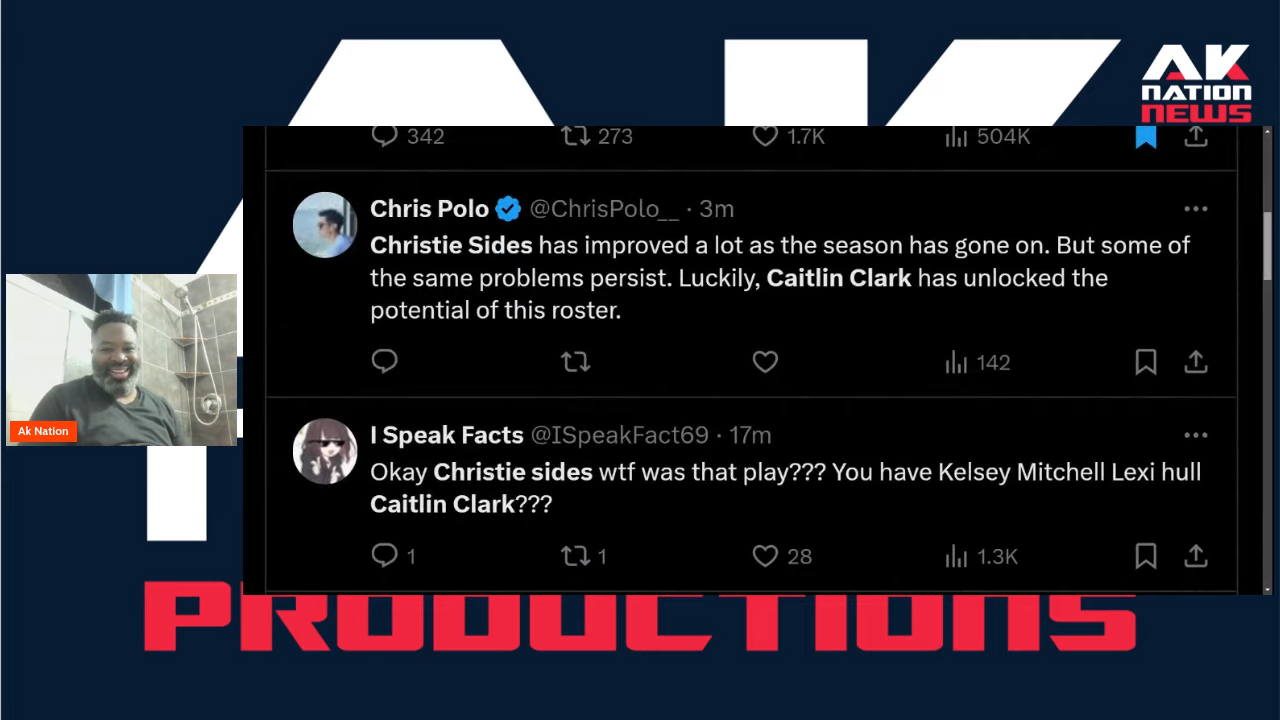 AK
NATION
NEWS
342 273 1.7K 504K
Chris Polo @ChrisPolo__ · 3m
Christie Sides has improved a lot as the season has gone on. But some of
the same problems persist. Luckily, Caitlin Clark has unlocked the
potential of this roster.
142
Ak Nation
I Speak Facts @ISpeakFact69 · 17m
Okay Christie sides wtf was that play??? You have Kelsey Mitchell Lexi hull
Caitlin Clark???
1 1 28 1.3K
PRODUCTIONS